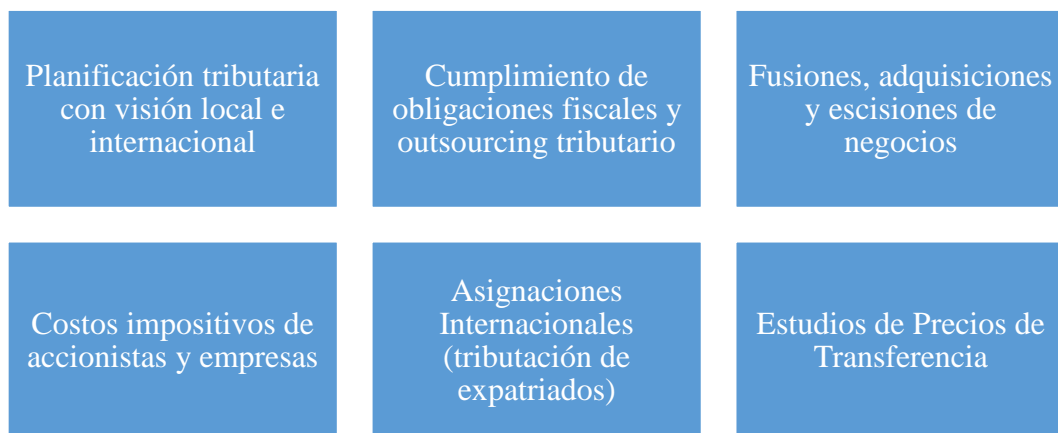 Planificación tributaria
con visión local e
internacional
Cumplimiento de
obligaciones fiscales y
outsourcing tributario
Fusiones, adquisiciones
y escisiones de
negocios
Costos impositivos de
accionistas y empresas
Asignaciones
Internacionales
(tributación de
expatriados)
Estudios de Precios de
Transferencia